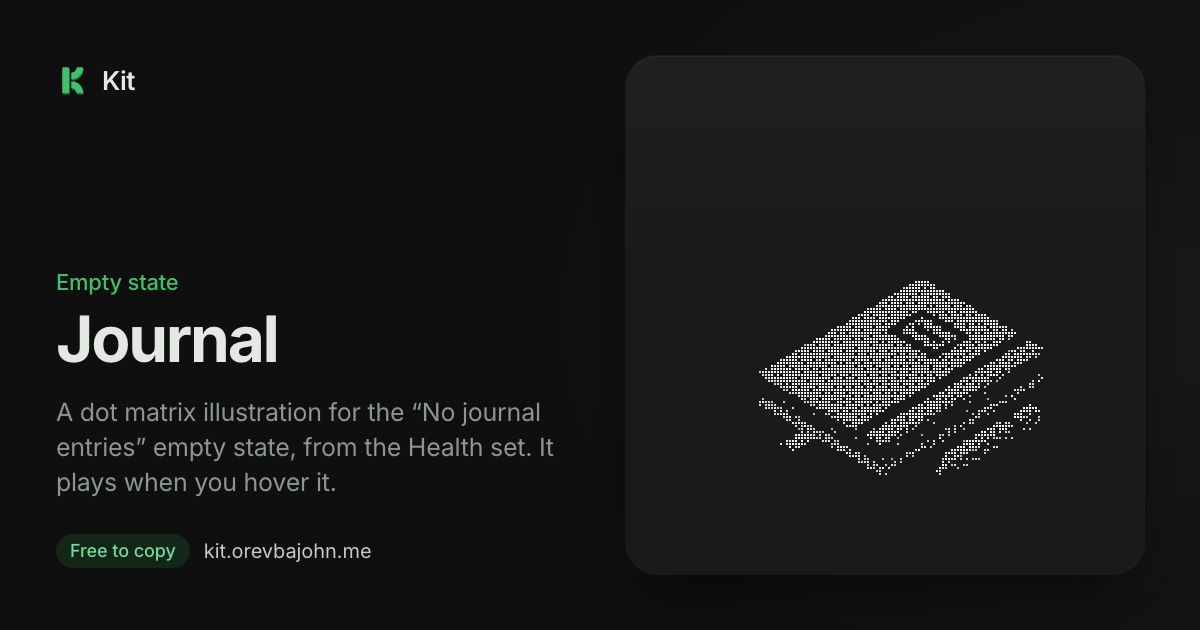 Kit
Empty state
Journal
A dot matrix illustration for the “No journal
entries” empty state, from the Health set. It
plays when you hover it.
Free to copy
kit.orevbajohn.me